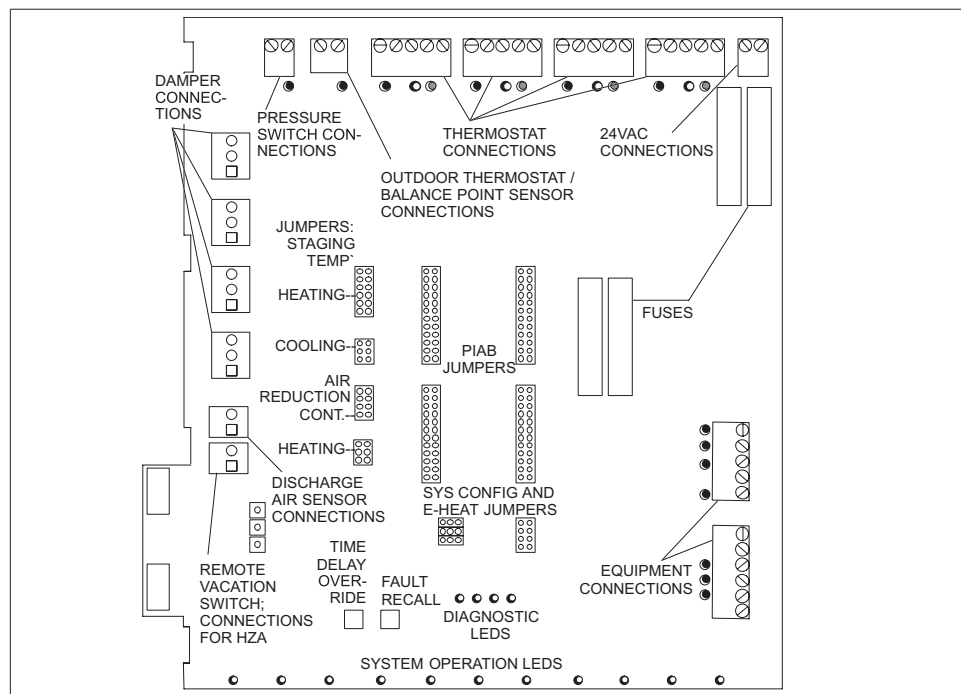 DAMPER
CONNEC-
TIONS
PRESSURE
SWITCH CON-
NECTIONS
THERMOSTAT
CONNECTIONS
24VAC
CONNECTIONS
OUTDOOR THERMOSTAT /
BALANCE POINT SENSOR
CONNECTIONS
JUMPERS:
STAGING
TEMP`
HEATING--
COOLING--
AIR
REDUCTION
CONT.--
HEATING--
PIAB
JUMPERS
FUSES
DISCHARGE
AIR SENSOR
CONNECTIONS
SYS CONFIG AND
E-HEAT JUMPERS
REMOTE
VACATION
SWITCH;
CONNECTIONS
FOR HZA
TIME
DELAY
OVER-
RIDE
FAULT
RECALL
DIAGNOSTIC
LEDS
EQUIPMENT
CONNECTIONS
SYSTEM OPERATION LEDS